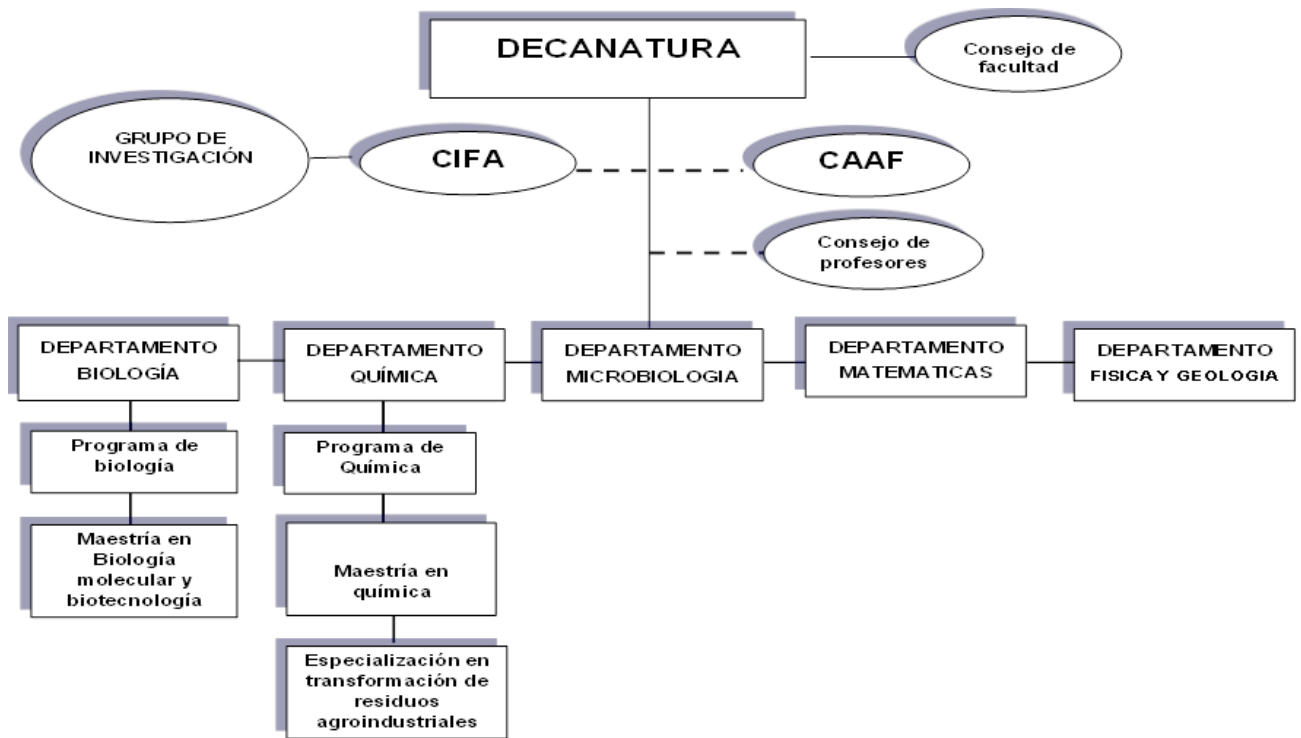 DECANATURA
Consejo de
facultad
GRUPO DE
INVESTIGACIÓN
CIFA
CAAF
Consejo de
profesores
DEPARTAMENTO
BIOLOGÍA
DEPARTAMENTO
QUÍMICA
DEPARTAMENTO
MICROBIOLOGIA
DEPARTAMENTO
MATEMATICAS
DEPARTAMENTO
FISICA Y GEOLOGIA
Programa de
biología
Programa de
Química
Maestría en
Biología
molecular y
biotecnología
Maestría en
química
Especialización en
transformación de
residuos
agroindustriales